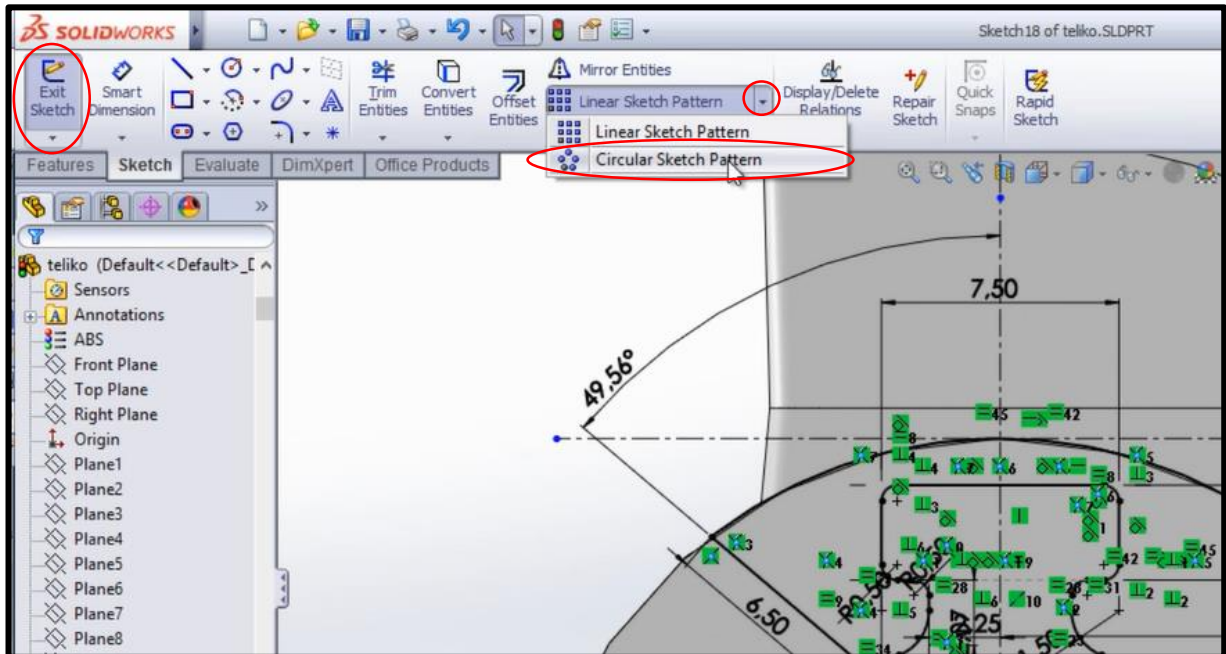 SOLIDWORKS
Sketch18 of teliko.SLDPRT
Exit Sketch
Smart Dimension
Trim Entities
Convert Entities
Offset Entities
Mirror Entities
Linear Sketch Pattern
Display/Delete Relations
Repair Sketch
Quick Snaps
Rapid Sketch
Linear Sketch Pattern
Circular Sketch Pattern
Features
Sketch
Evaluate
DimXpert
Office Products
teliko (Default<<Default>_D
Sensors
Annotations
ABS
Front Plane
Top Plane
Right Plane
Origin
Plane1
Plane2
Plane3
Plane4
Plane5
Plane6
Plane7
Plane8
7,50
49,56°
6,50